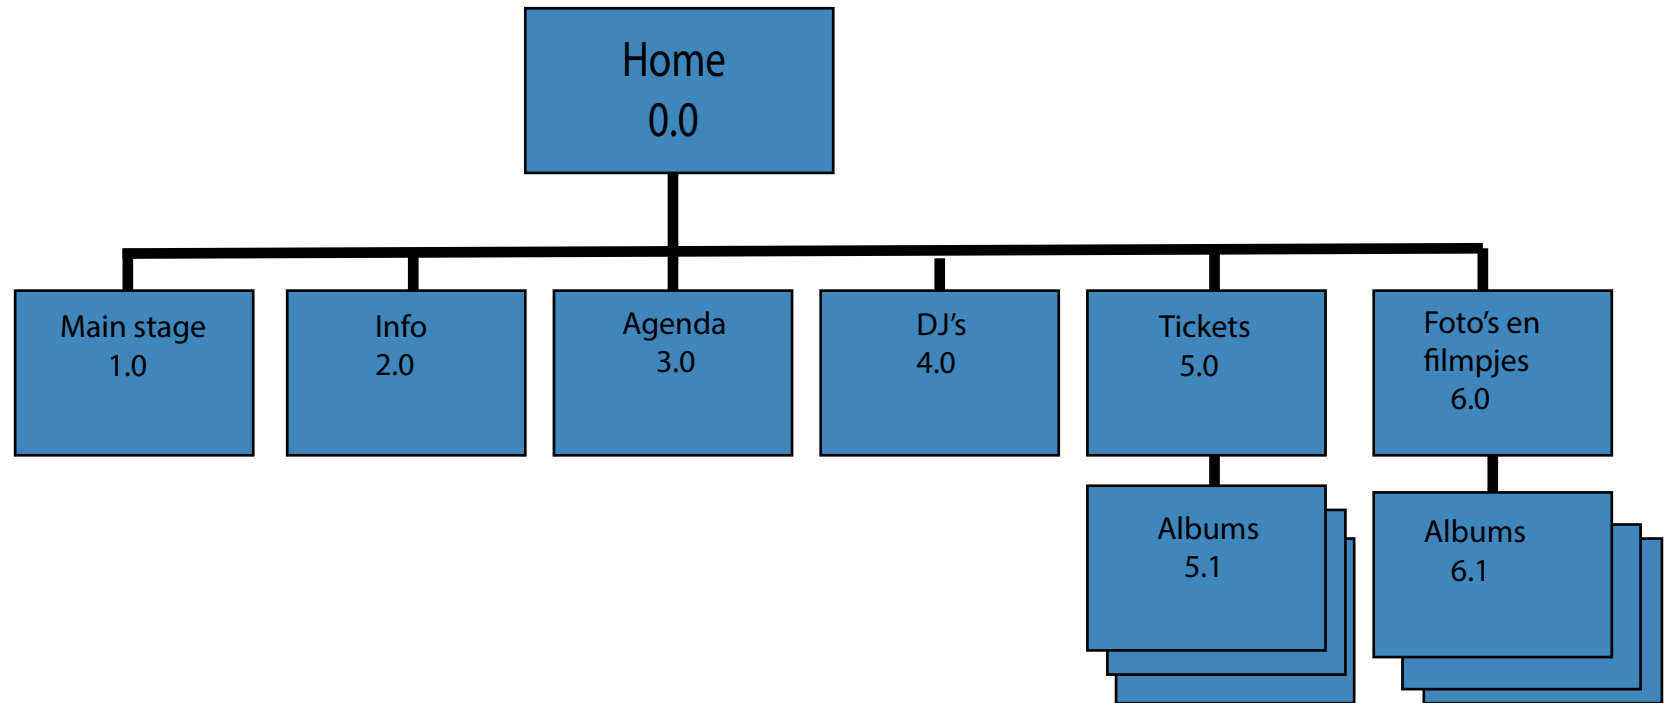 Home
0.0
Main stage
1.0
Info
2.0
Agenda
3.0
DJ’s
4.0
Tickets
5.0
Foto’s en
filmpjes
6.0
Albums
5.1
Albums
6.1